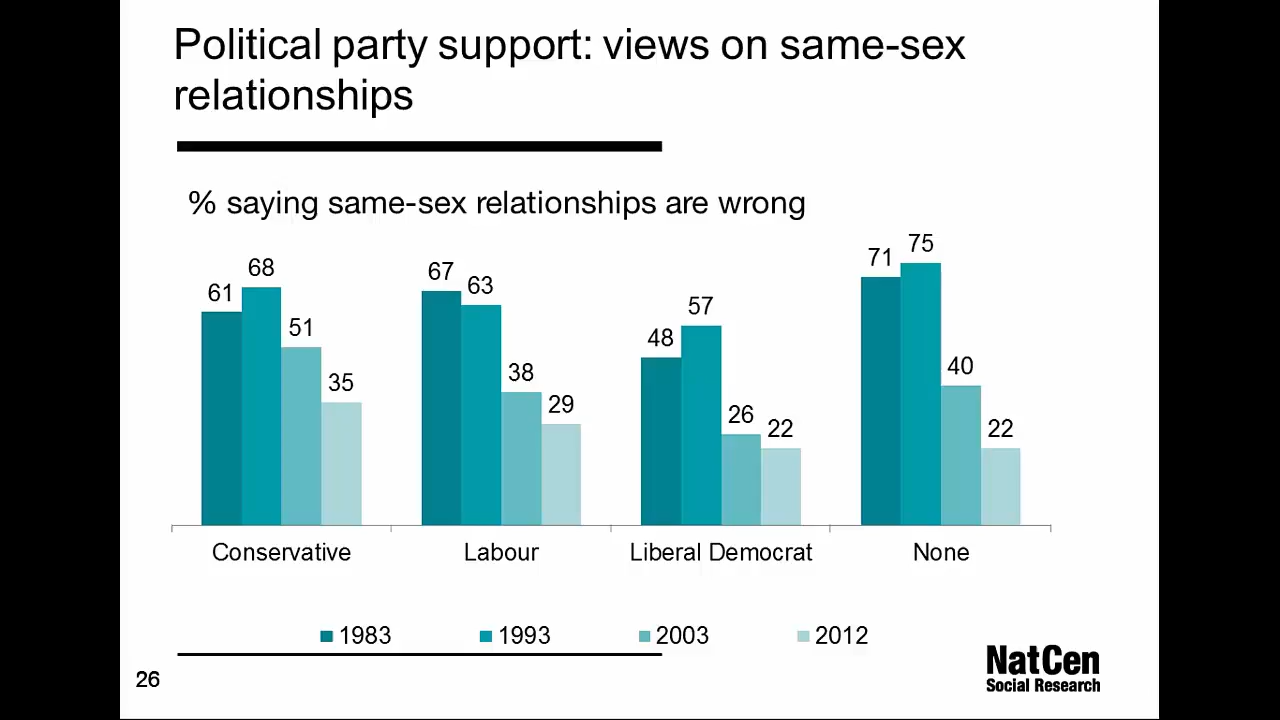 Political party support: views on same-sex
relationships
% saying same-sex relationships are wrong
61 68 51 35
67 63 38 29
48 57 26 22
71 75 40 22
Conservative Labour Liberal Democrat None
1983 1993 2003 2012
26
NatCen
Social Research